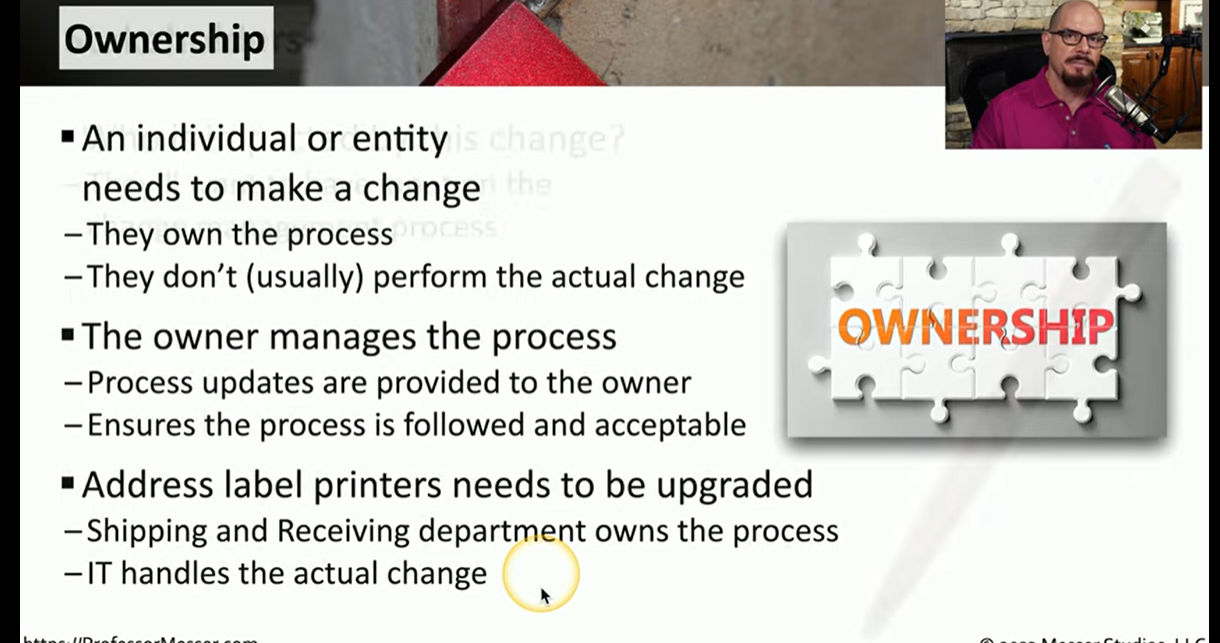 Ownership
▪ An individual or entity
needs to make a change
– They own the process
– They don't (usually) perform the actual change
▪ The owner manages the process
– Process updates are provided to the owner
– Ensures the process is followed and acceptable
OWNERSHIP
▪ Address label printers needs to be upgraded
– Shipping and Receiving department owns the process
– IT handles the actual change
https://ProfessorMesser.com
Messer Studios, LLC